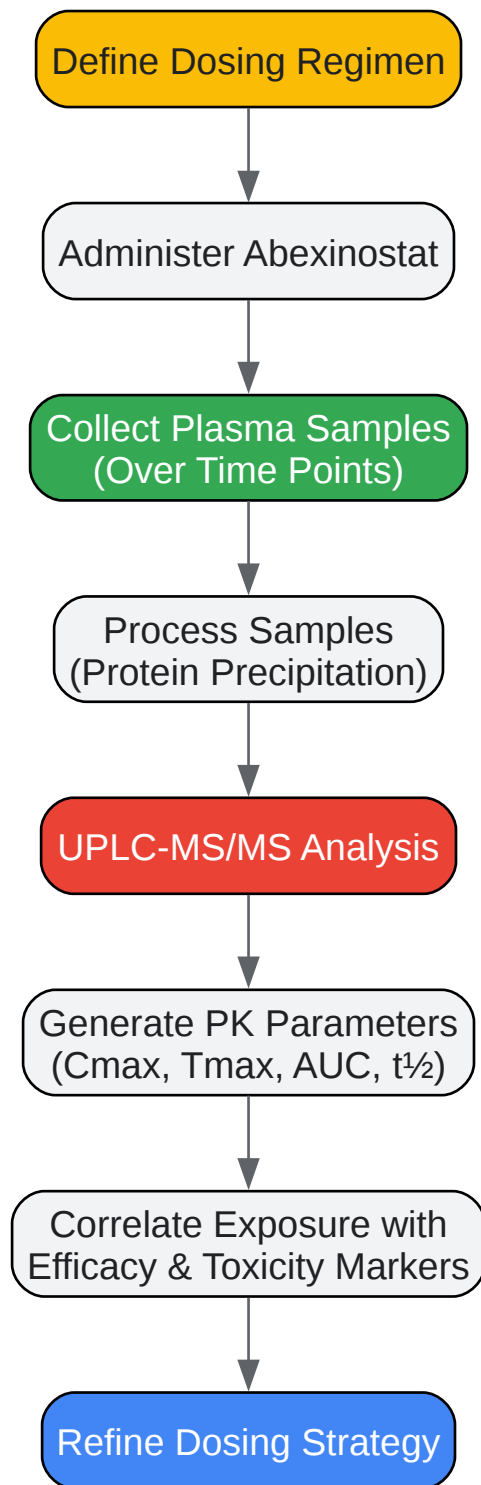 Define Dosing Regimen
Administer Abexinostat
Collect Plasma Samples
(Over Time Points)
Process Samples
(Protein Precipitation)
UPLC-MS/MS Analysis
Generate PK Parameters
(Cmax, Tmax, AUC, t½)
Correlate Exposure with
Efficacy & Toxicity Markers
Refine Dosing Strategy